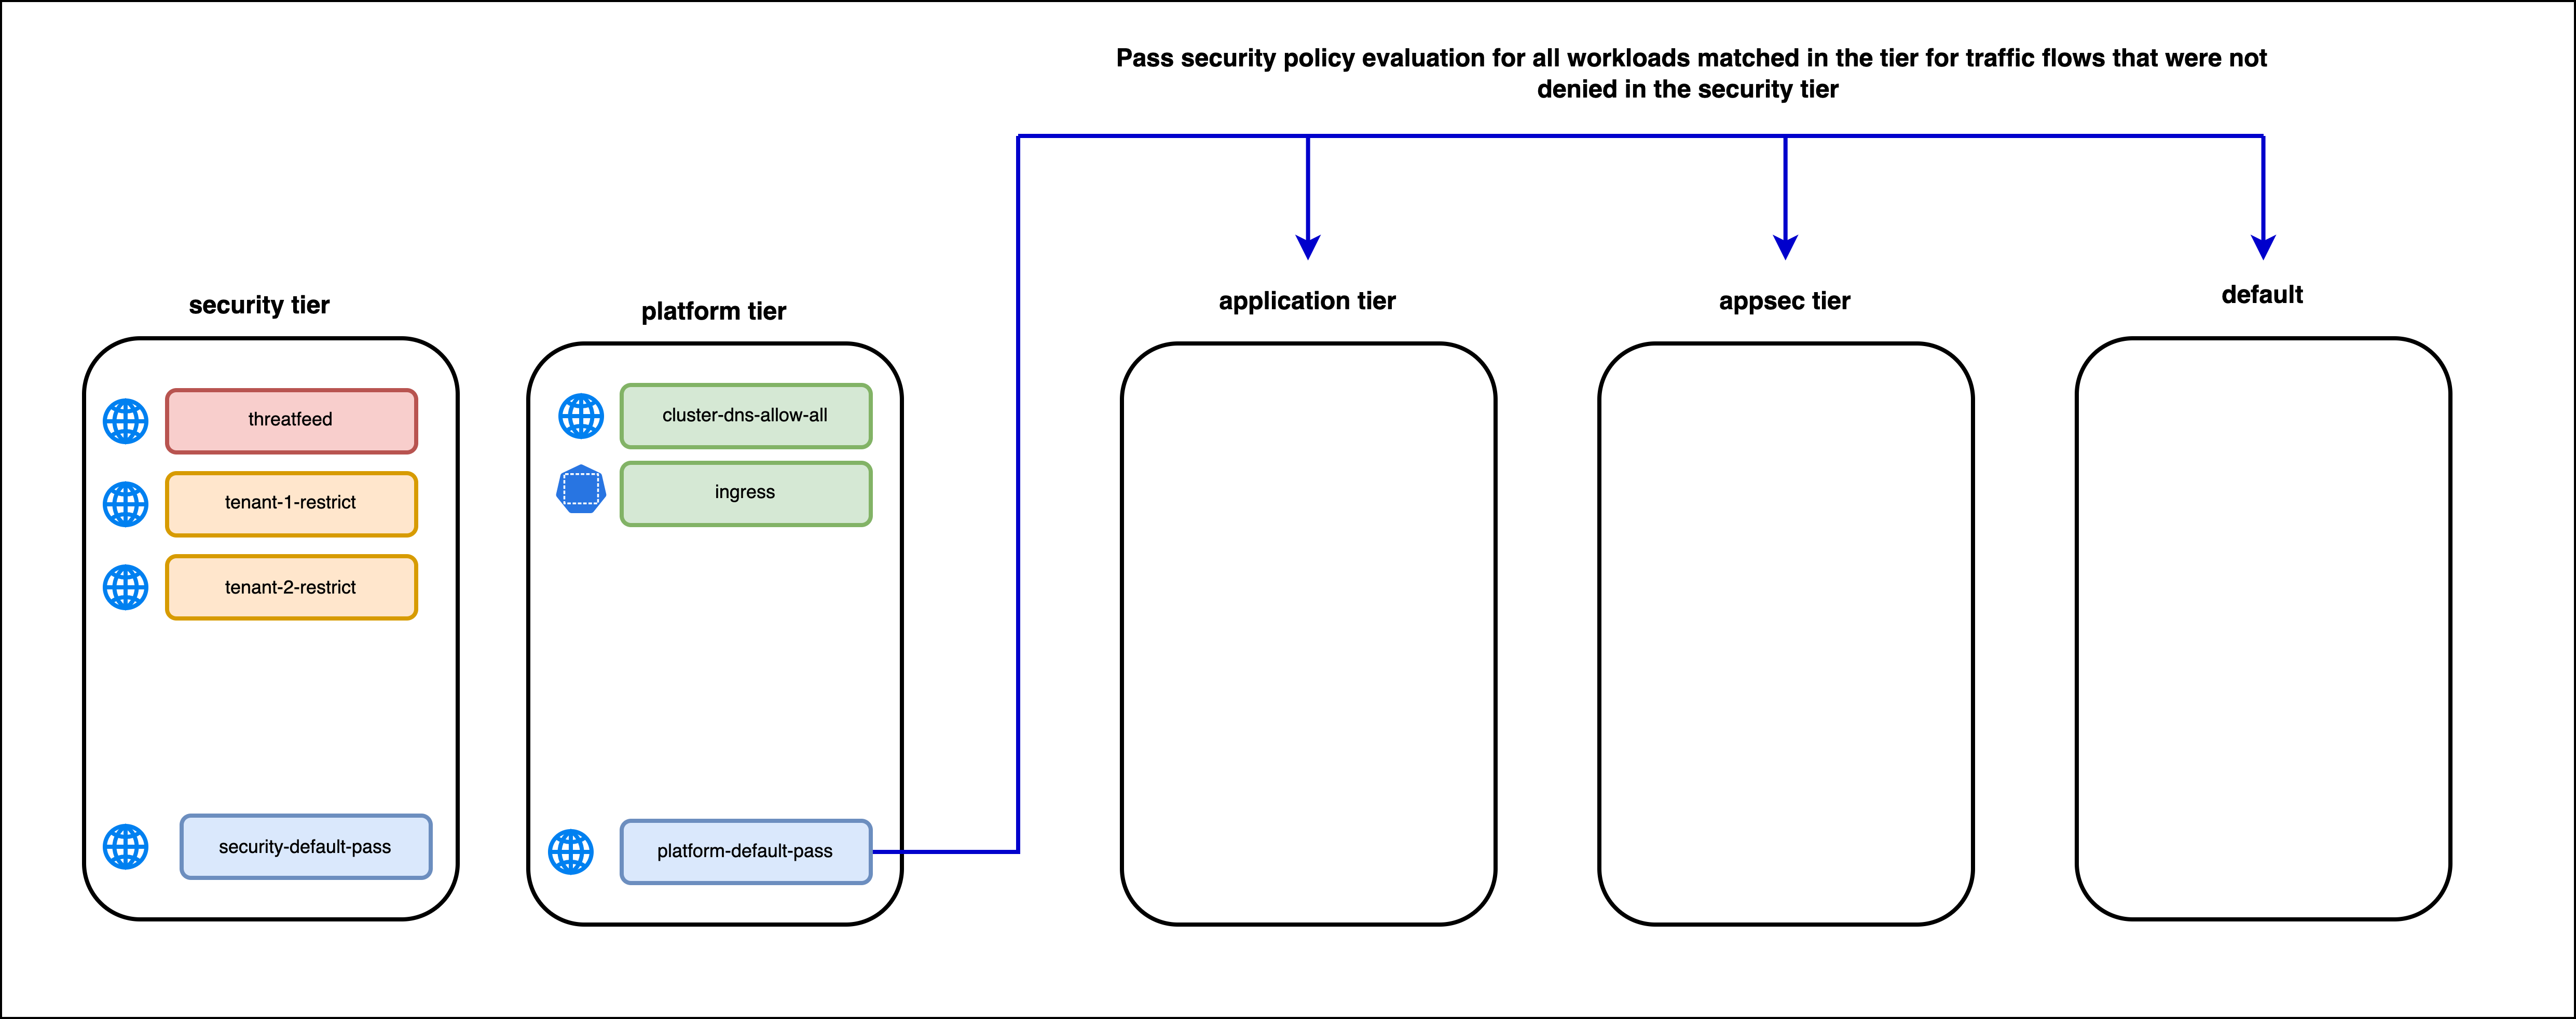 Pass security policy evaluation for all workloads matched in the tier for traffic flows that were not
denied in the security tier
security tier
threatfeed
tenant-1-restrict
tenant-2-restrict
security-default-pass
platform tier
cluster-dns-allow-all
ingress
platform-default-pass
application tier
appsec tier
default